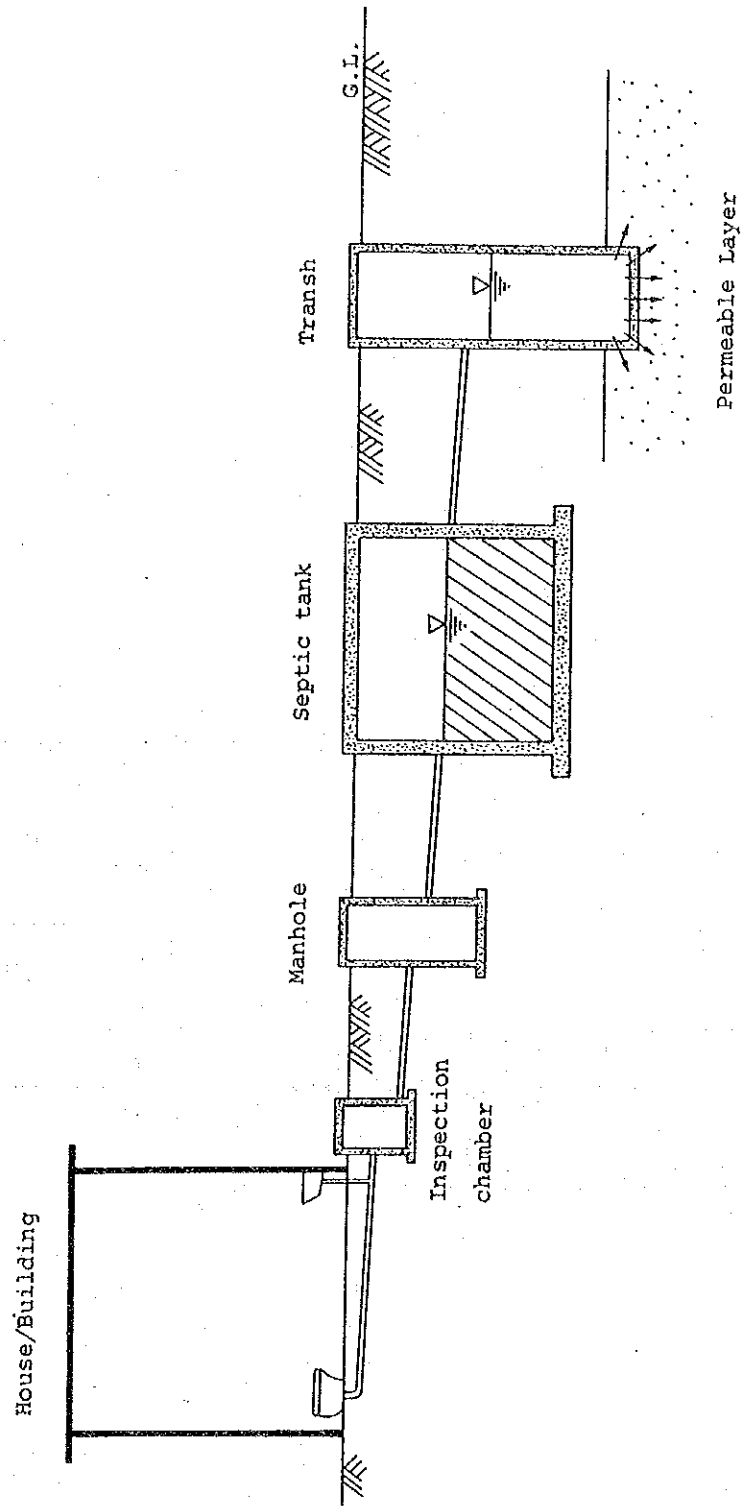 House/Building
Inspection
chamber
Manhole
Septic tank
Transh
G.L.
Permeable Layer